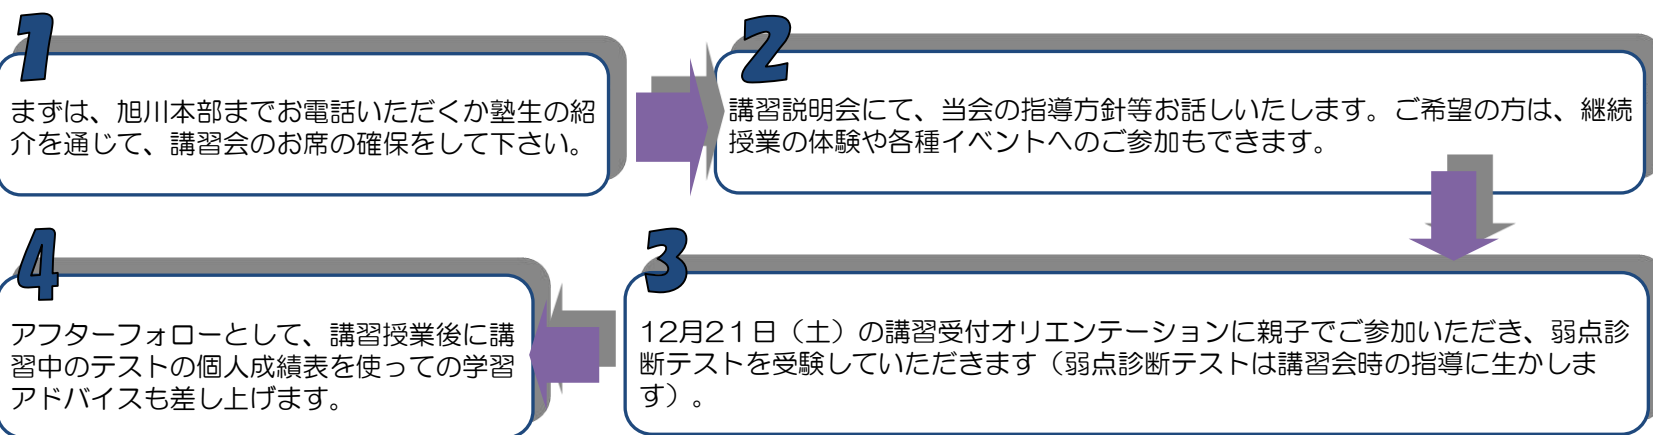 1
まずは、旭川本部までお電話いただくか塾生の紹
介を通じて、講習会のお席の確保をして下さい。
2
講習説明会にて、当会の指導方針等お話しいたします。ご希望の方は、継続
授業の体験や各種イベントへのご参加もできます。
3
12月21日（土）の講習受付オリエンテーションに親子でご参加いただき、弱点診
断テストを受験していただきます（弱点診断テストは講習会時の指導に生かしま
す）。
4
アフターフォローとして、講習授業後に講
習中のテストの個人成績表を使っての学習
アドバイスも差し上げます。